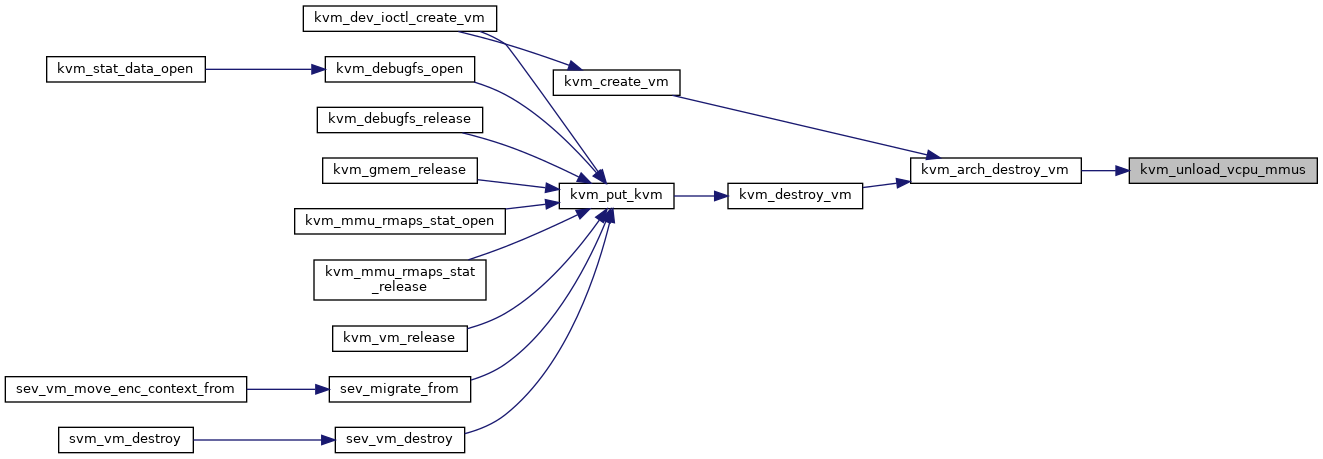 kvm_dev_ioctl_create_vm
kvm_stat_data_open
kvm_debugfs_open
kvm_create_vm
kvm_debugfs_release
kvm_gmem_release
kvm_arch_destroy_vm
kvm_unload_vcpu_mmus
kvm_put_kvm
kvm_destroy_vm
kvm_mmu_rmaps_stat_open
kvm_mmu_rmaps_stat
_release
kvm_vm_release
sev_vm_move_enc_context_from
sev_migrate_from
svm_vm_destroy
sev_vm_destroy